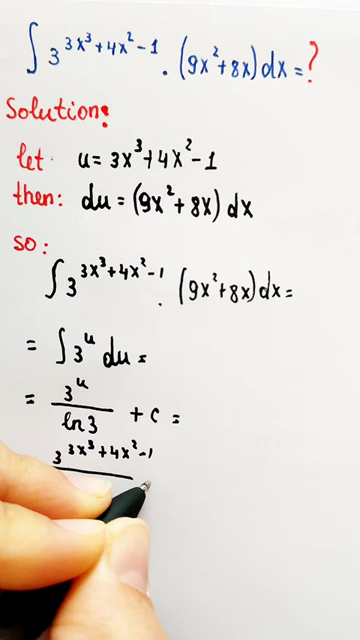 ∫ 3^(3x³+4x²-1) . (9x²+8x)dx=?
Solution:
let: u=3x³+4x²-1
then: du=(9x²+8x)dx
so:
∫ 3^(3x³+4x²-1) . (9x²+8x)dx=
= ∫ 3^u du=
= 3^u/ln3 + c =
3^(3x³+4x²-1)